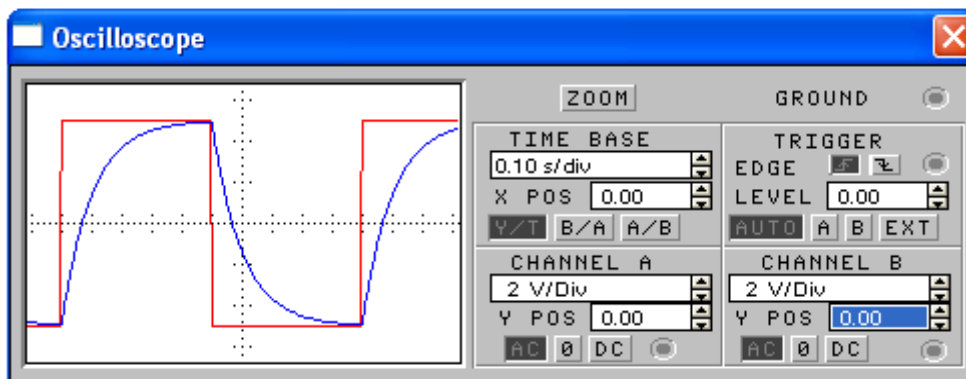 Oscilloscope
ZOOM
GROUND
TIME BASE
0.10 s/div
X POS 0.00
Y/T B/A A/B
TRIGGER
EDGE
LEVEL 0.00
AUTO A B EXT
CHANNEL A
2 V/Div
Y POS 0.00
AC 0 DC
CHANNEL B
2 V/Div
Y POS 0.00
AC 0 DC